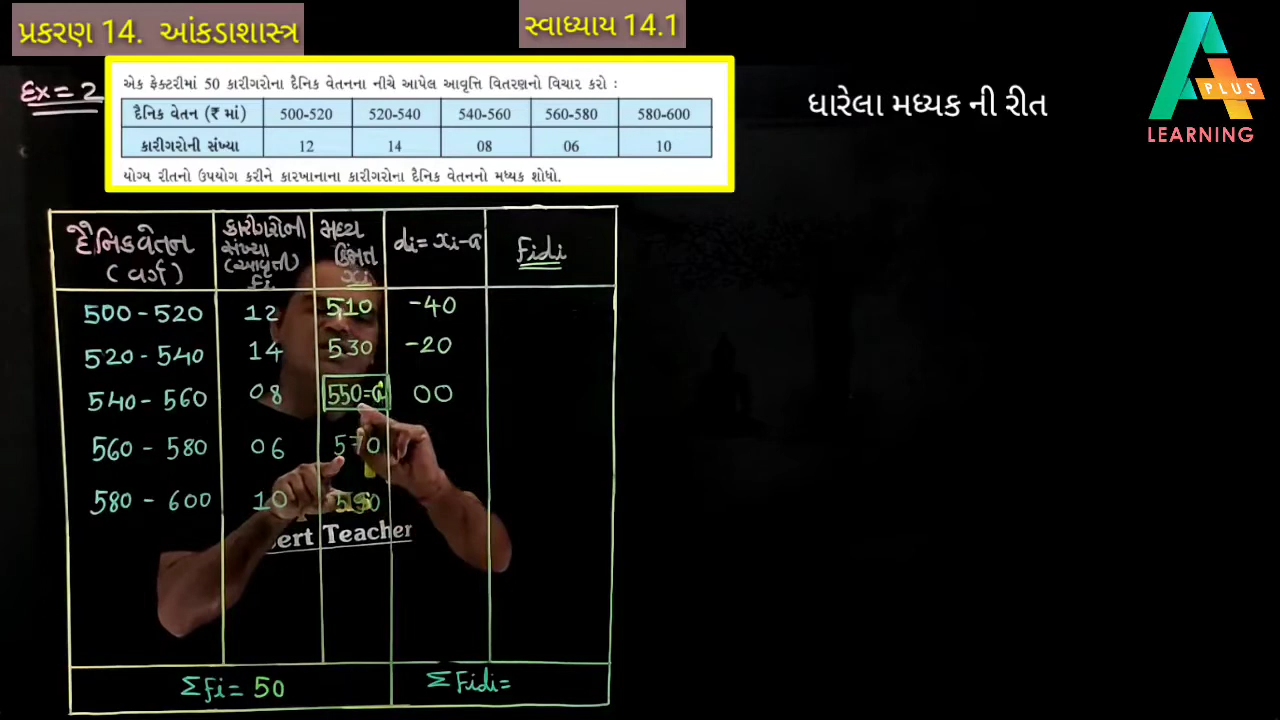 પ્રકરણ 14. આંકડાશાસ્ત્ર
સ્વાધ્યાય 14.1
Ex = 2
એક ફેક્ટરીમાં 50 કારીગરોના દૈનિક વેતનના નીચે આપેલ આવૃત્તિ વિતરણનો વિચાર કરો :
દૈનિક વેતન (₹ માં) 500-520 520-540 540-560 560-580 580-600
કારીગરોની સંખ્યા 12 14 08 06 10
યોગ્ય રીતનો ઉપયોગ કરીને કારખાનાના કારીગરોના દૈનિક વેતનનો મધ્યક શોધો.
ધારેલા મધ્યક ની રીત
A PLUS
LEARNING
દૈનિકવેતન (વર્ગ) કારીગરોની સંખ્યા (આવૃત્તી) fi મધ્ય કિંમત xi di = xi - a Fidi
500 - 520 12 510 -40
520 - 540 14 530 -20
540 - 560 08 550=a 00
560 - 580 06 570
580 - 600 10 590
Teacher
Σfi = 50 ΣFidi=